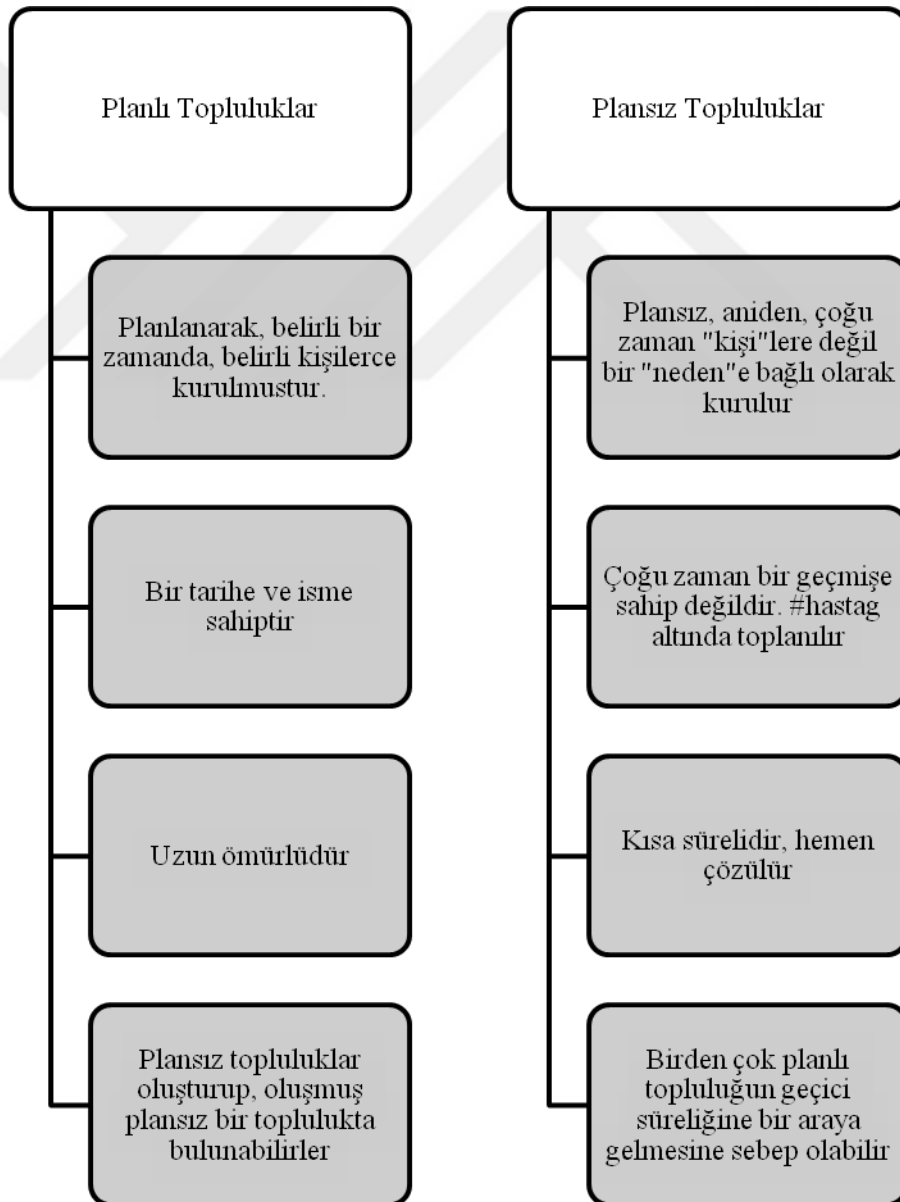 Planlı Topluluklar
Planlanarak, belirli bir
zamanda, belirli kişilerce
kurulmustur.
Bir tarihe ve isme
sahiptir
Uzun ömürlüdür
Plansız topluluklar
oluşturup, oluşmuş
plansız bir toplulukta
bulunabilirler
Plansız Topluluklar
Plansız, aniden, çoğu
zaman "kişi"lere değil
bir "neden"e bağlı olarak
kurulur
Çoğu zaman bir geçmişe
sahip değildir. #hastag
altında toplanılır
Kısa sürelidir, hemen
çözülür
Birden çok planlı
topluluğun geçici
süreliğine bir araya
gelmesine sebep olabilir